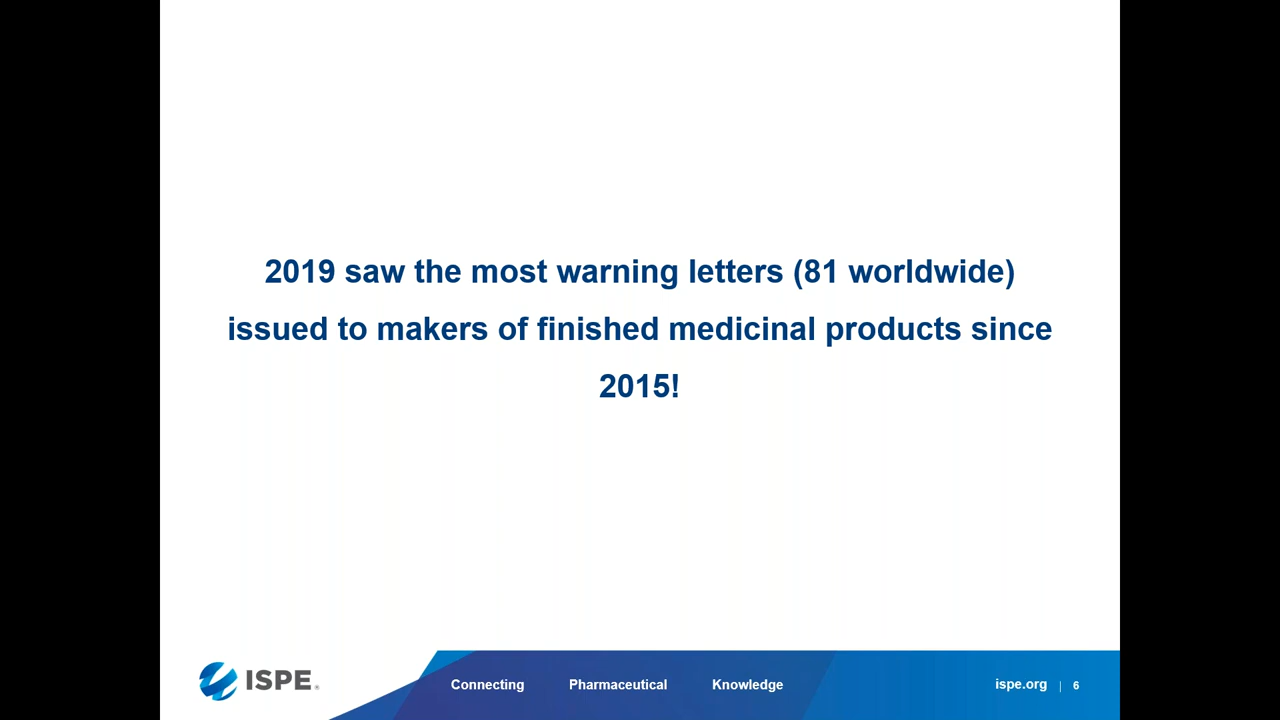 2019 saw the most warning letters (81 worldwide)
issued to makers of finished medicinal products since
2015!
ISPE®
Connecting Pharmaceutical Knowledge
ispe.org | 6